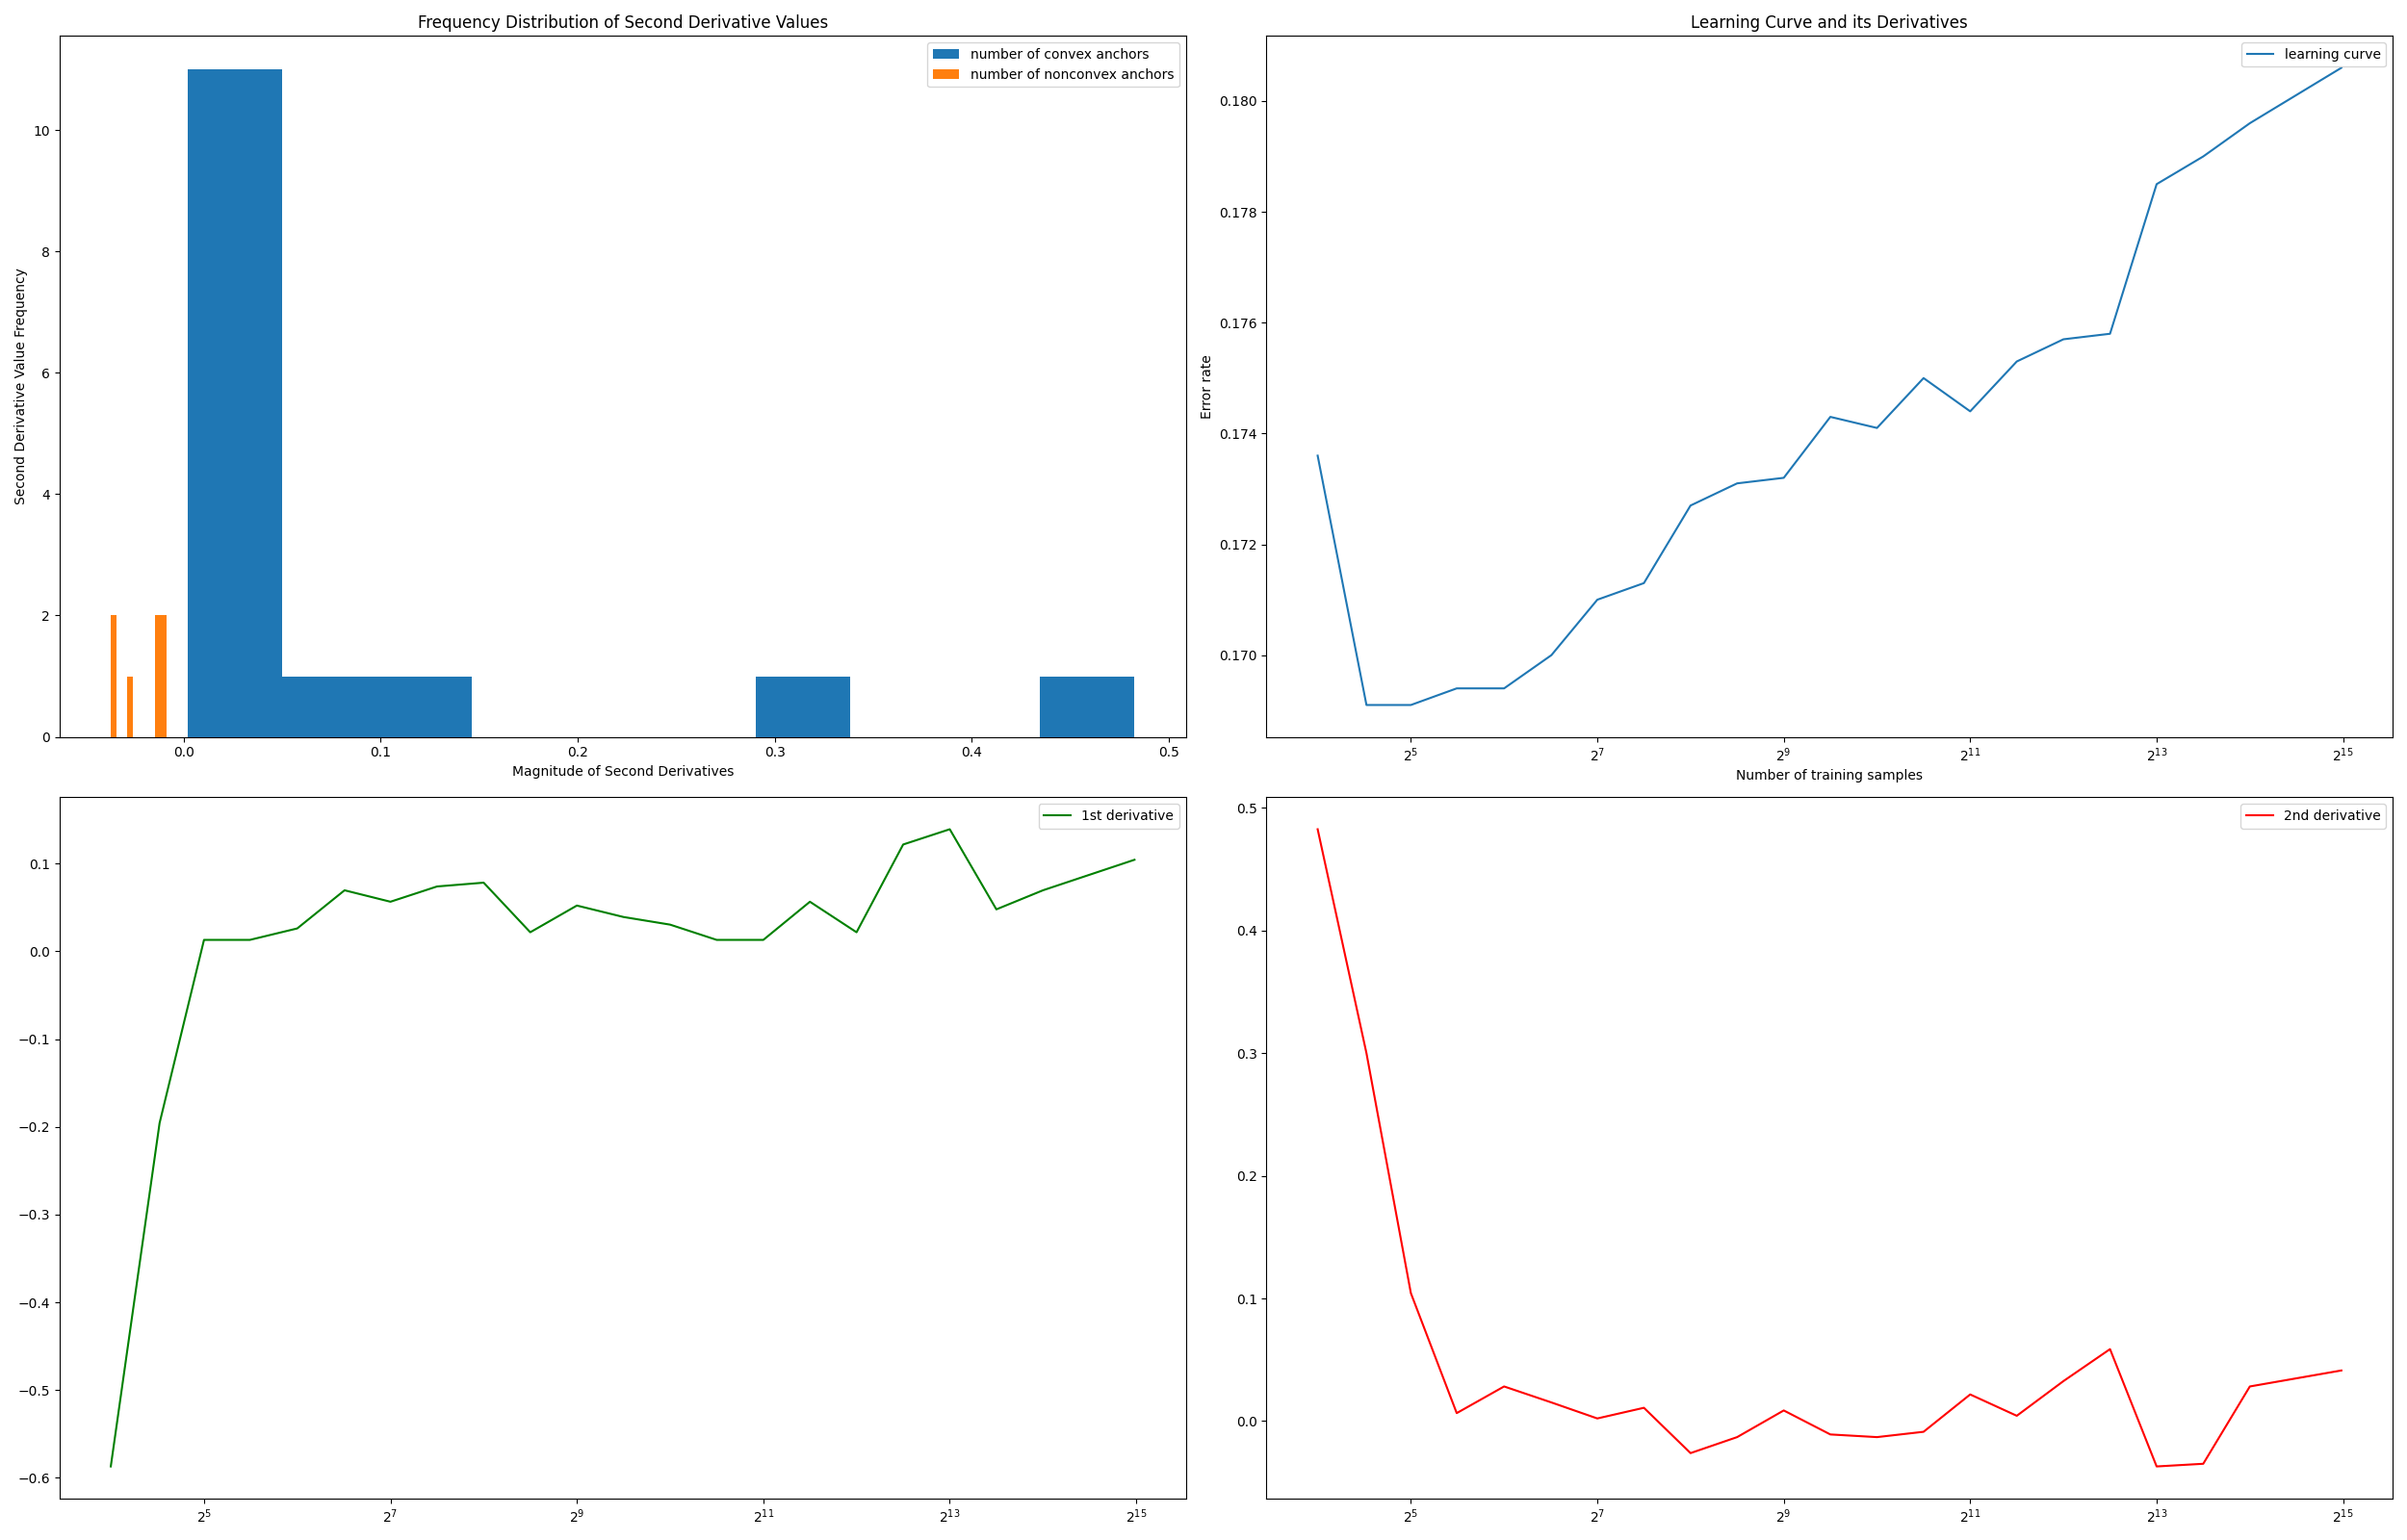 Frequency Distribution of Second Derivative Values
number of convex anchors
number of nonconvex anchors
Second Derivative Value Frequency
10
8
6
4
2
0
0.0 0.1 0.2 0.3 0.4 0.5
Magnitude of Second Derivatives
Learning Curve and its Derivatives
learning curve
Error rate
0.180
0.178
0.176
0.174
0.172
0.170
2^5 2^7 2^9 2^11 2^13 2^15
Number of training samples
1st derivative
0.1
0.0
−0.1
−0.2
−0.3
−0.4
−0.5
−0.6
2^5 2^7 2^9 2^11 2^13 2^15
2nd derivative
0.5
0.4
0.3
0.2
0.1
0.0
2^5 2^7 2^9 2^11 2^13 2^15